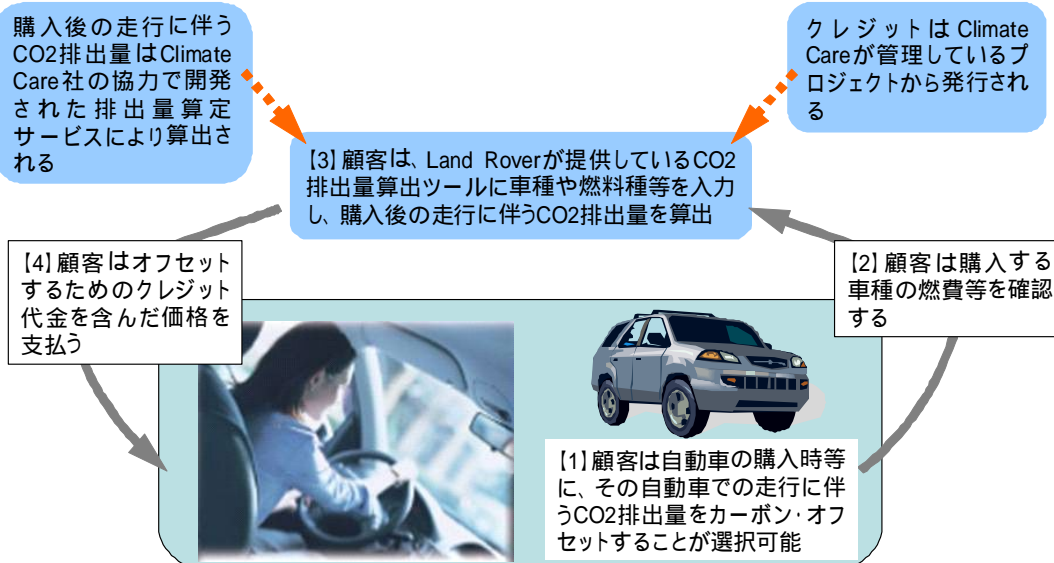 購入後の走行に伴う
CO2排出量はClimate
Care社の協力で開発
された排出量算定
サービスにより算出さ
れる
クレジットは Climate
Careが管理しているプ
ロジェクトから発行され
る
【3】顧客は、Land Roverが提供しているCO2
排出量算出ツールに車種や燃料種等を入力
し、購入後の走行に伴うCO2排出量を算出
【4】顧客はオフセット
するためのクレジット
代金を含んだ価格を
支払う
【2】顧客は購入する
車種の燃費等を確認
する
【1】顧客は自動車の購入時等
に、その自動車での走行に伴
うCO2排出量をカーボン・オフ
セットすることが選択可能